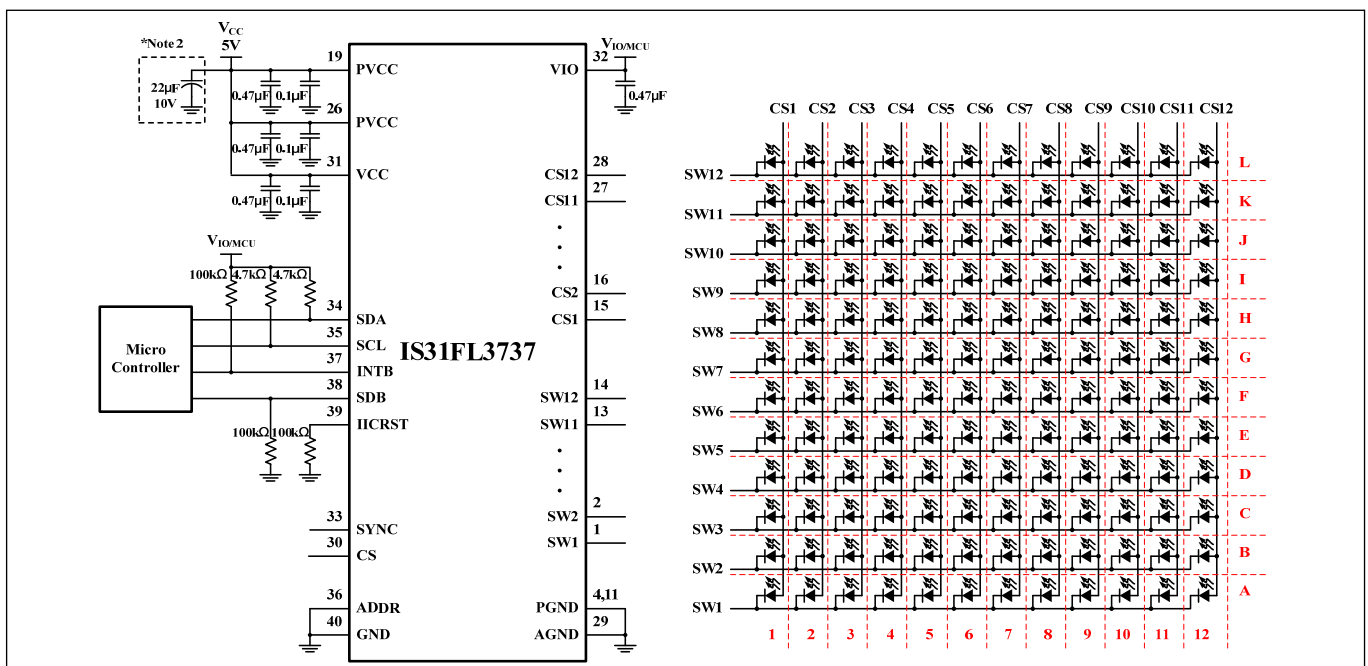 *Note 2
VCC
5V
22µF
10V
0.47µF
0.1µF
0.47µF
0.1µF
0.47µF
0.1µF
19
PVCC
26
PVCC
31
VCC
VIO/MCU
100kΩ
4.7kΩ
4.7kΩ
Micro
Controller
34
SDA
35
SCL
37
INTB
38
SDB
39
IICRST
100kΩ
100kΩ
33
SYNC
30
CS
36
ADDR
40
GND
IS31FL3737
VIO/MCU
32
VIO
0.47µF
28
CS12
27
CS11
16
CS2
15
CS1
14
SW12
13
SW11
2
SW2
1
SW1
4,11
PGND
29
AGND
CS1 CS2 CS3 CS4 CS5 CS6 CS7 CS8 CS9 CS10 CS11 CS12
SW12 L
SW11 K
SW10 J
SW9 I
SW8 H
SW7 G
SW6 F
SW5 E
SW4 D
SW3 C
SW2 B
SW1 A
1 2 3 4 5 6 7 8 9 10 11 12